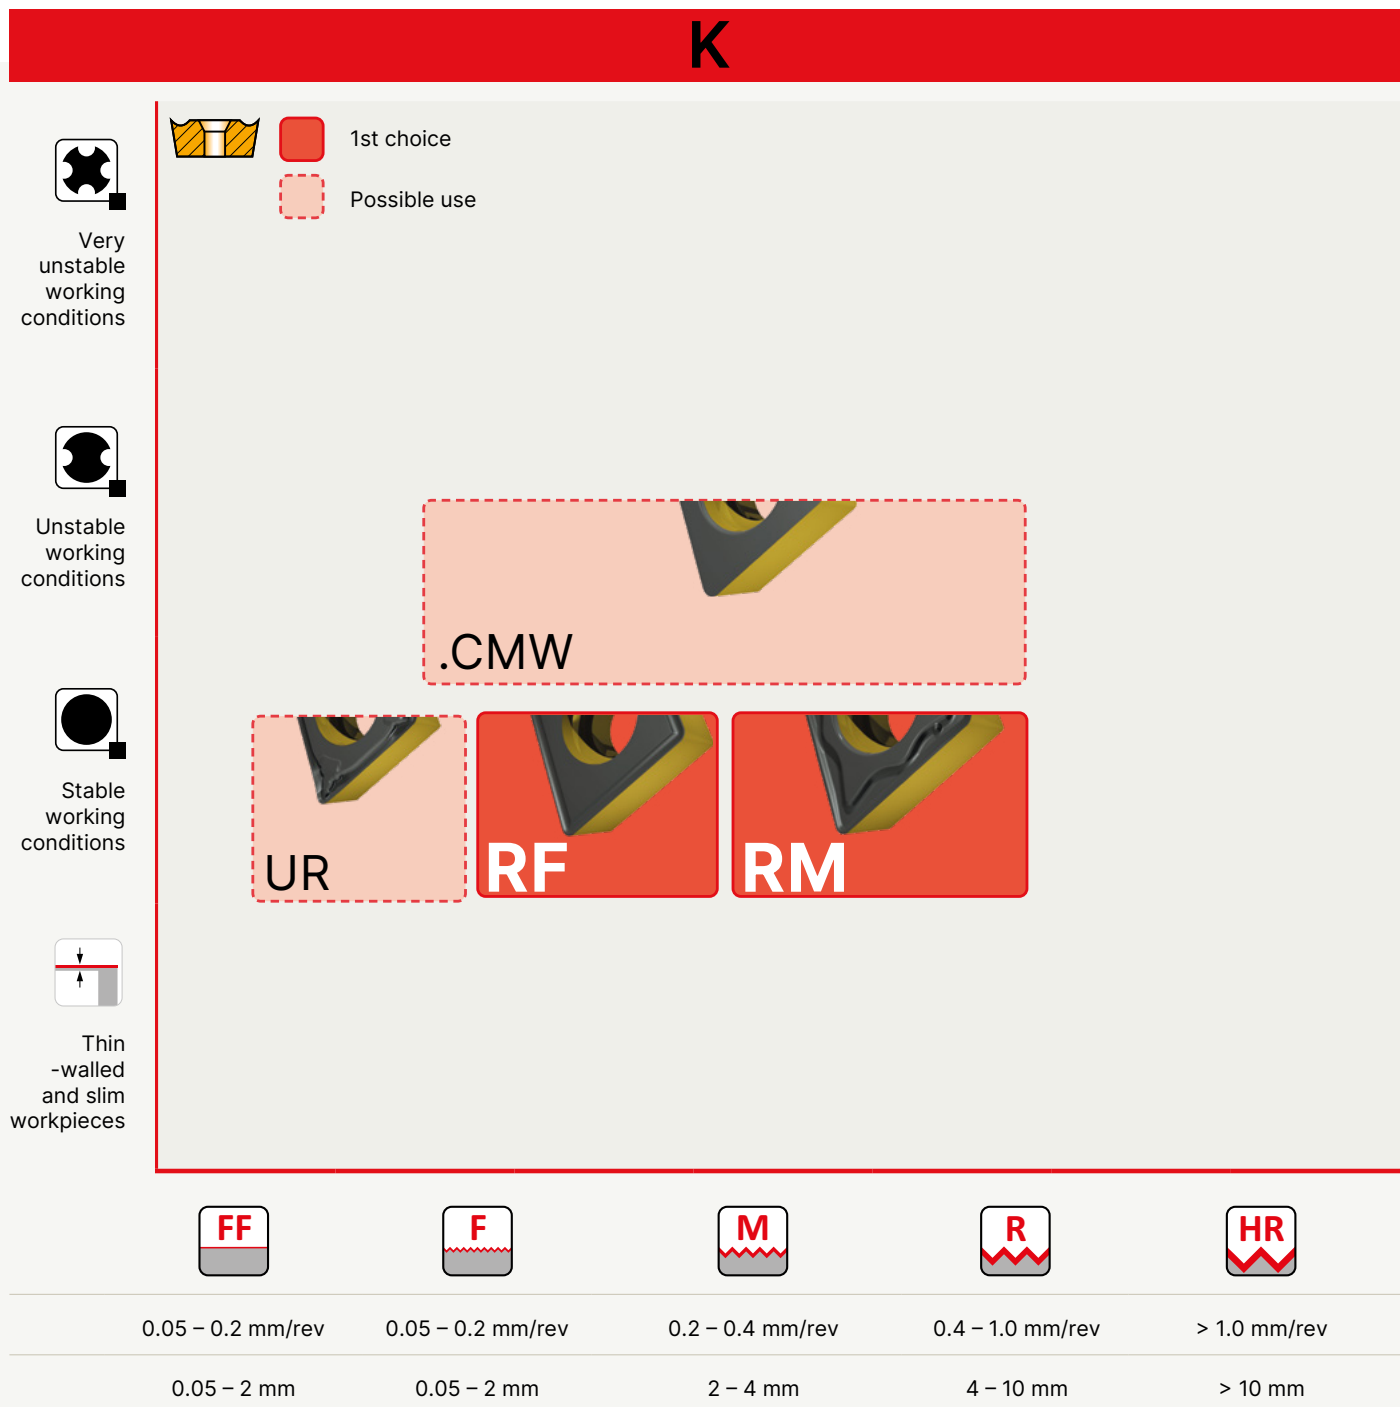 K
1st choice
Possible use
Very
unstable
working
conditions
Unstable
working
conditions
.CMW
Stable
working
conditions
UR
RF
RM
Thin
-walled
and slim
workpieces
FF
F
M
R
HR
0.05 – 0.2 mm/rev
0.05 – 0.2 mm/rev
0.2 – 0.4 mm/rev
0.4 – 1.0 mm/rev
> 1.0 mm/rev
0.05 – 2 mm
0.05 – 2 mm
2 – 4 mm
4 – 10 mm
> 10 mm